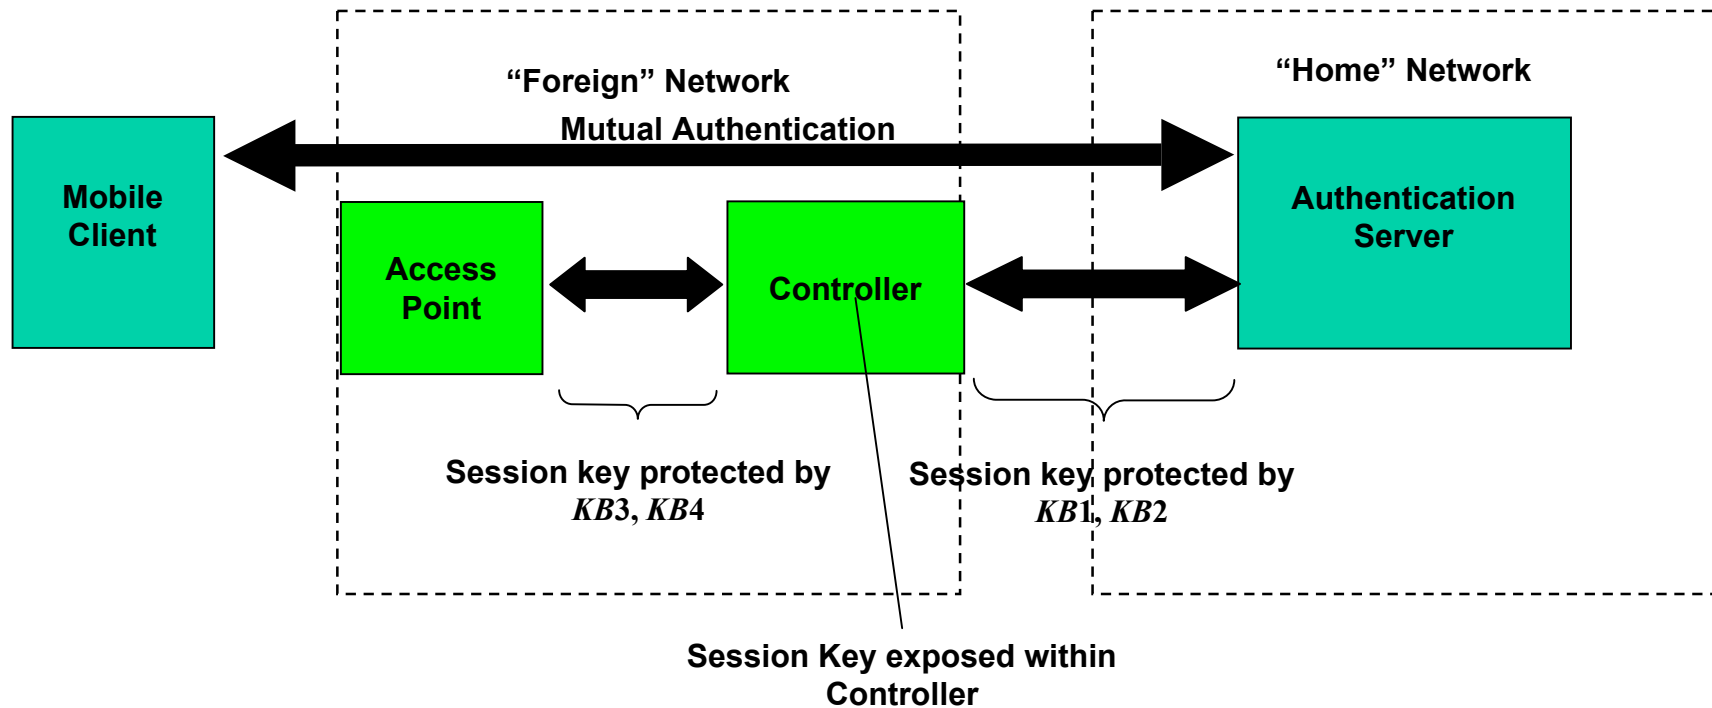 “Foreign” Network
“Home” Network
Mutual Authentication
Mobile
Client
Access
Point
Controller
Authentication
Server
Session key protected by
KB3, KB4
Session key protected by
KB1, KB2
Session Key exposed within
Controller